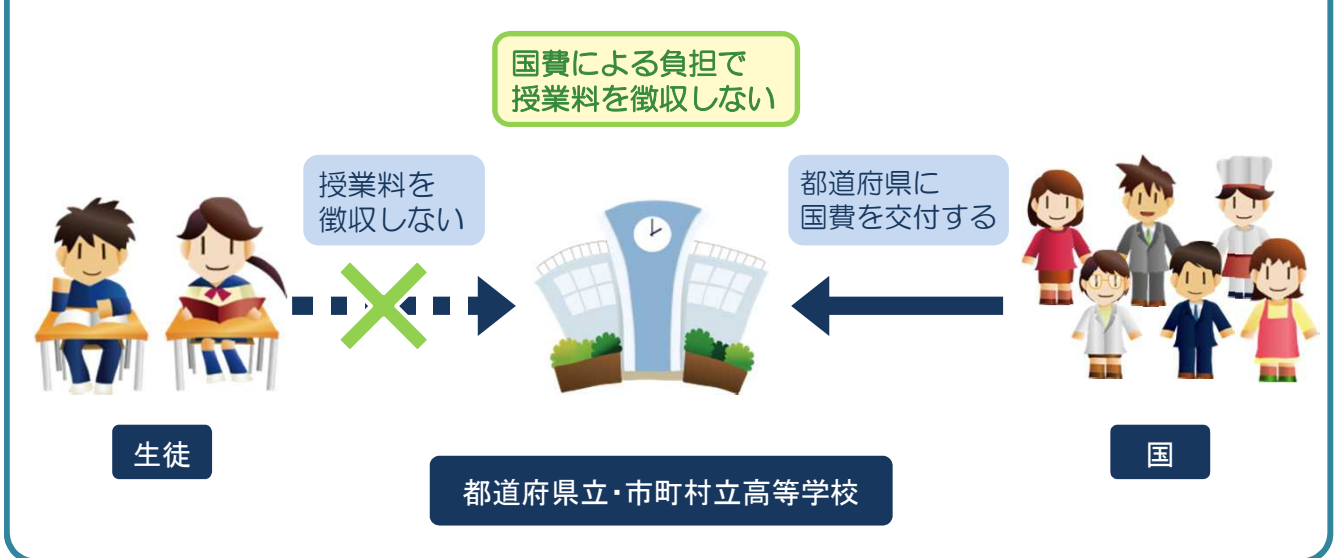 国費による負担で
授業料を徴収しない
授業料を
徴収しない
都道府県に
国費を交付する
生徒
国
都道府県立・市町村立高等学校